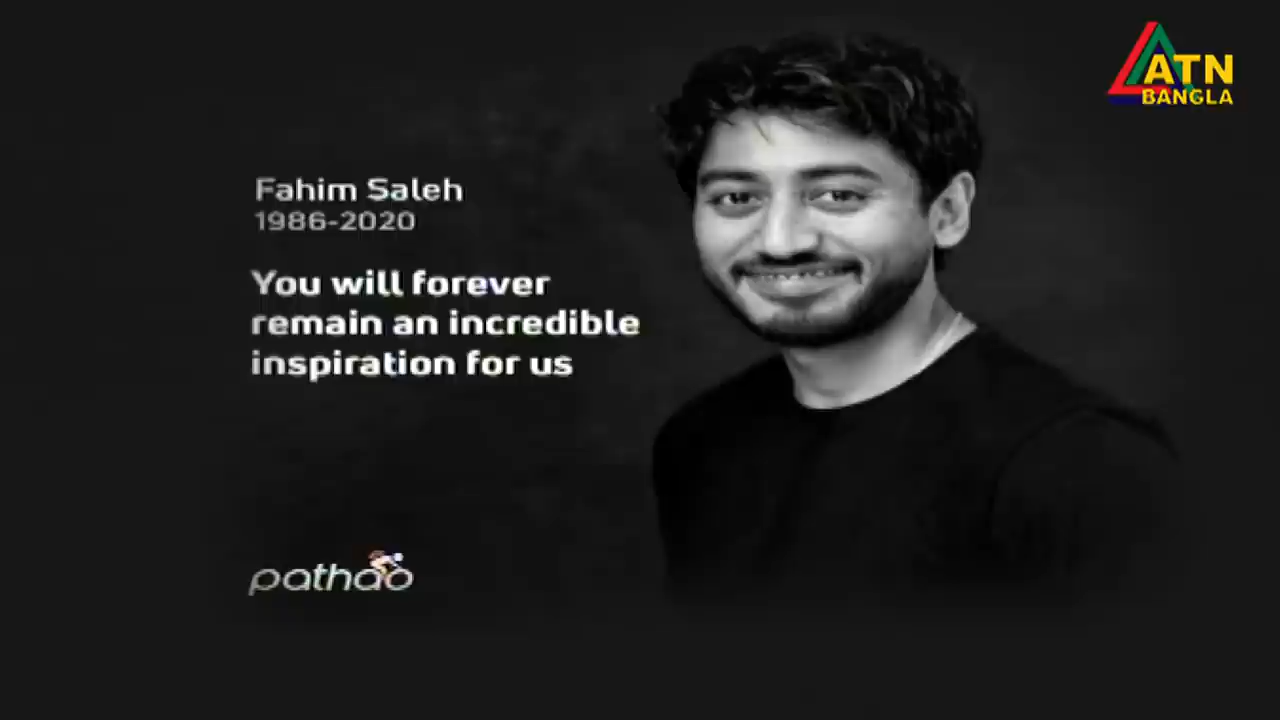 ATN
BANGLA
Fahim Saleh
1986-2020
You will forever
remain an incredible
inspiration for us
pathao